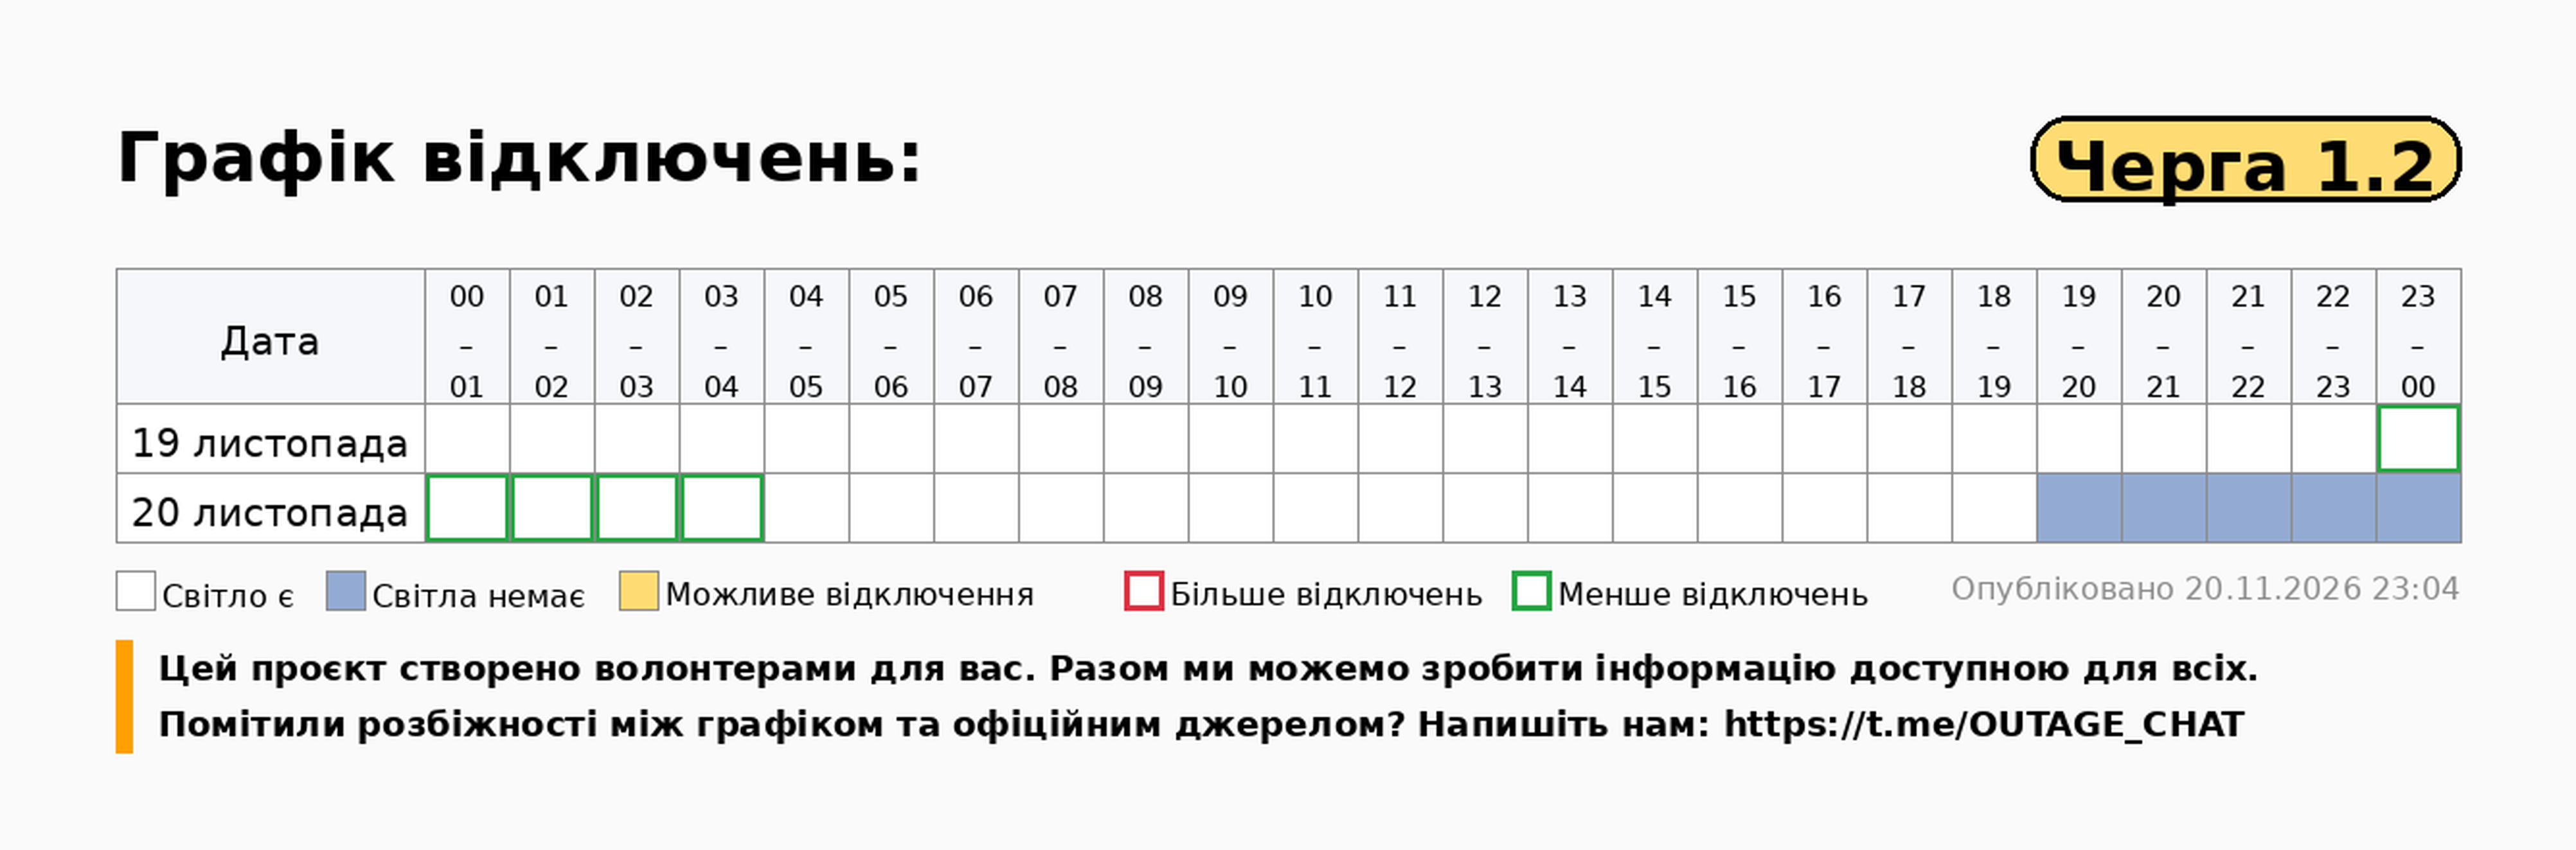 Графік відключень:
Черга 1.2
Дата 00 – 01 01 – 02 02 – 03 03 – 04 04 – 05 05 – 06 06 – 07 07 – 08 08 – 09 09 – 10 10 – 11 11 – 12 12 – 13 13 – 14 14 – 15 15 – 16 16 – 17 17 – 18 18 – 19 19 – 20 20 – 21 21 – 22 22 – 23 23 – 00
19 листопада
20 листопада
Світло є Світла немає Можливе відключення Більше відключень Менше відключень Опубліковано 20.11.2026 23:04
Цей проєкт створено волонтерами для вас. Разом ми можемо зробити інформацію доступною для всіх.
Помітили розбіжності між графіком та офіційним джерелом? Напишіть нам: https://t.me/OUTAGE_CHAT